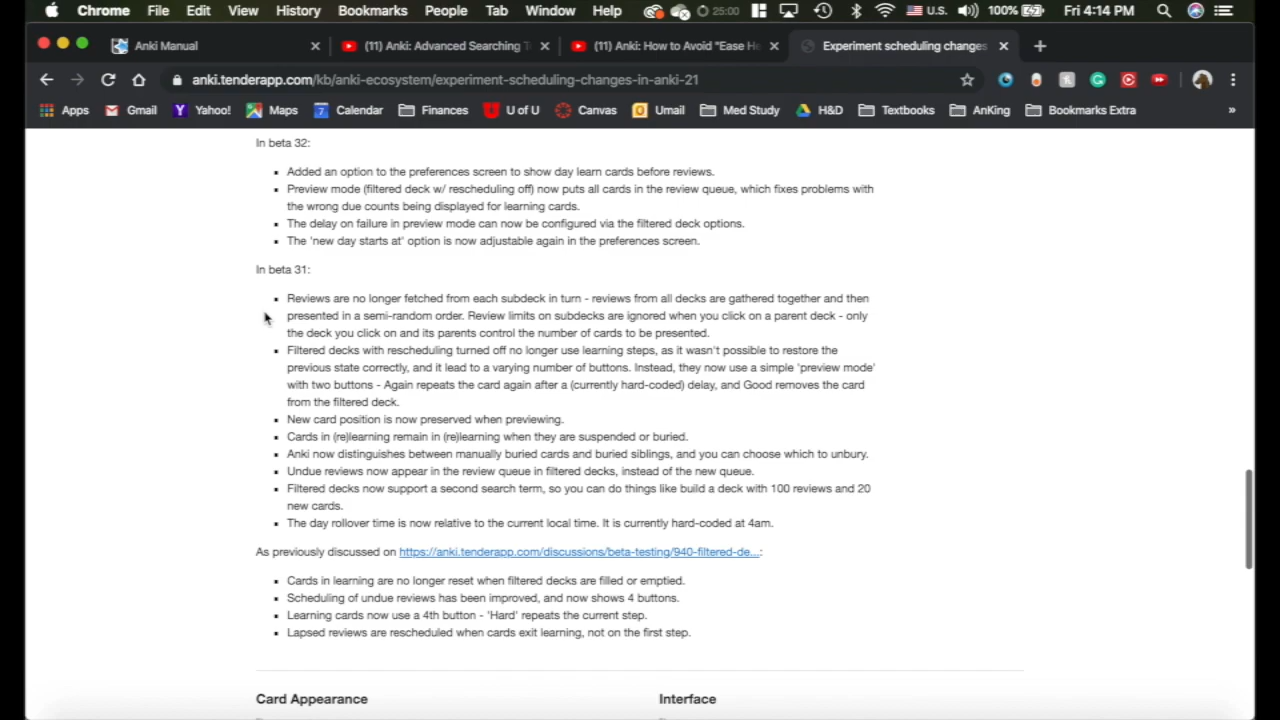 Chrome File Edit View History Bookmarks People Tab Window Help 25:00 U.S. 100% Fri 4:14 PM
Anki Manual (11) Anki: Advanced Searching (11) Anki: How to Avoid "Ease Experiment scheduling changes
anki.tenderapp.com/kb/anki-ecosystem/experiment-scheduling-changes-in-anki-21
Apps Gmail Yahoo! Maps Calendar Finances U of U Canvas Umail Med Study H&D Textbooks AnKing Bookmarks Extra »
In beta 32:
Added an option to the preferences screen to show day learn cards before reviews.
Preview mode (filtered deck w/ rescheduling off) now puts all cards in the review queue, which fixes problems with
the wrong due counts being displayed for learning cards.
The delay on failure in preview mode can now be configured via the filtered deck options.
The 'new day starts at' option is now adjustable again in the preferences screen.
In beta 31:
Reviews are no longer fetched from each subdeck in turn - reviews from all decks are gathered together and then
presented in a semi-random order. Review limits on subdecks are ignored when you click on a parent deck - only
the deck you click on and its parents control the number of cards to be presented.
Filtered decks with rescheduling turned off no longer use learning steps, as it wasn't possible to restore the
previous state correctly, and it lead to a varying number of buttons. Instead, they now use a simple 'preview mode'
with two buttons - Again repeats the card again after a (currently hard-coded) delay, and Good removes the card
from the filtered deck.
New card position is now preserved when previewing.
Cards in (re)learning remain in (re)learning when they are suspended or buried.
Anki now distinguishes between manually buried cards and buried siblings, and you can choose which to unbury.
Undue reviews now appear in the review queue in filtered decks, instead of the new queue.
Filtered decks now support a second search term, so you can do things like build a deck with 100 reviews and 20
new cards.
The day rollover time is now relative to the current local time. It is currently hard-coded at 4am.
As previously discussed on https://anki.tenderapp.com/discussions/beta-testing/940-filtered-de...:
Cards in learning are no longer reset when filtered decks are filled or emptied.
Scheduling of undue reviews has been improved, and now shows 4 buttons.
Learning cards now use a 4th button - 'Hard' repeats the current step.
Lapsed reviews are rescheduled when cards exit learning, not on the first step.
Card Appearance Interface